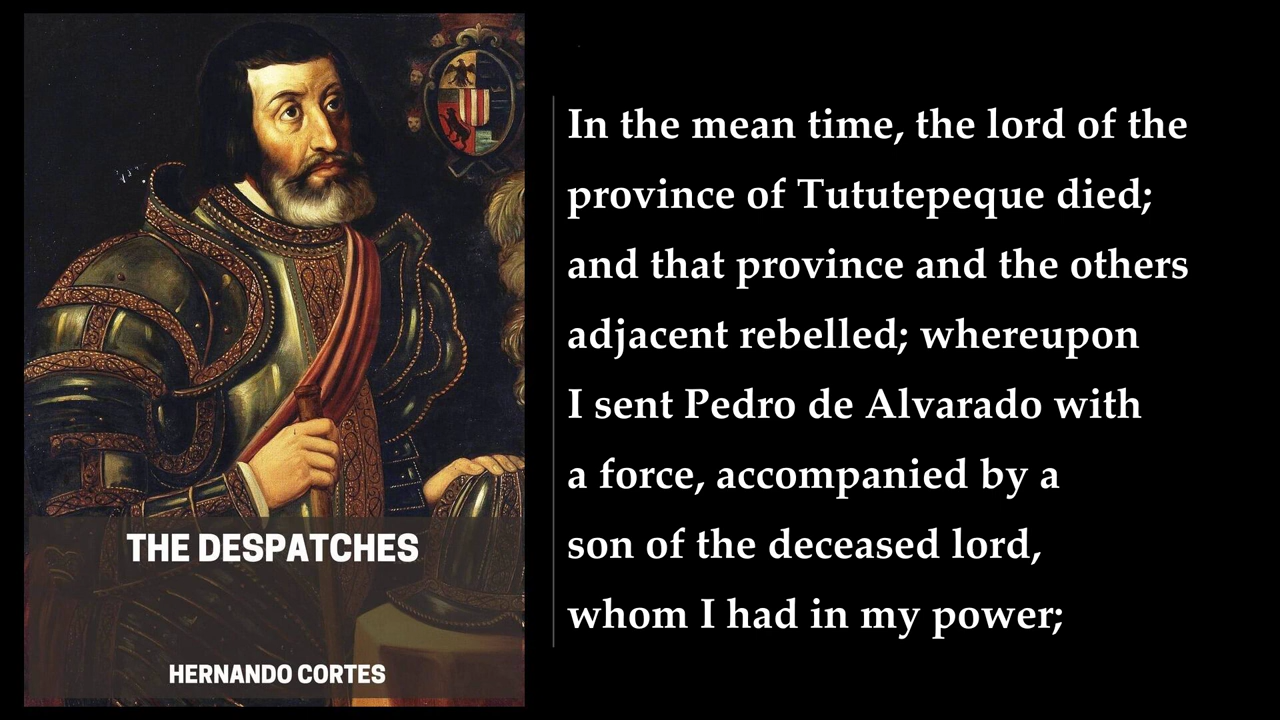 THE DESPATCHES
HERNANDO CORTES
In the mean time, the lord of the
province of Tututepeque died;
and that province and the others
adjacent rebelled; whereupon
I sent Pedro de Alvarado with
a force, accompanied by a
son of the deceased lord,
whom I had in my power;